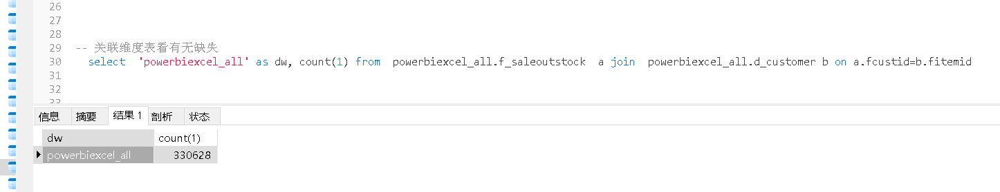 26
27
28
29 -- 关联维度表看有无缺失
30 select 'powerbiexcel_all' as dw, count(1) from powerbiexcel_all.f_saleoutstock a join powerbiexcel_all.d_customer b on a.fcustid=b.fitemid
31
32
33
信息 摘要 结果 1 剖析 状态
dw count(1)
powerbiexcel_all 330628